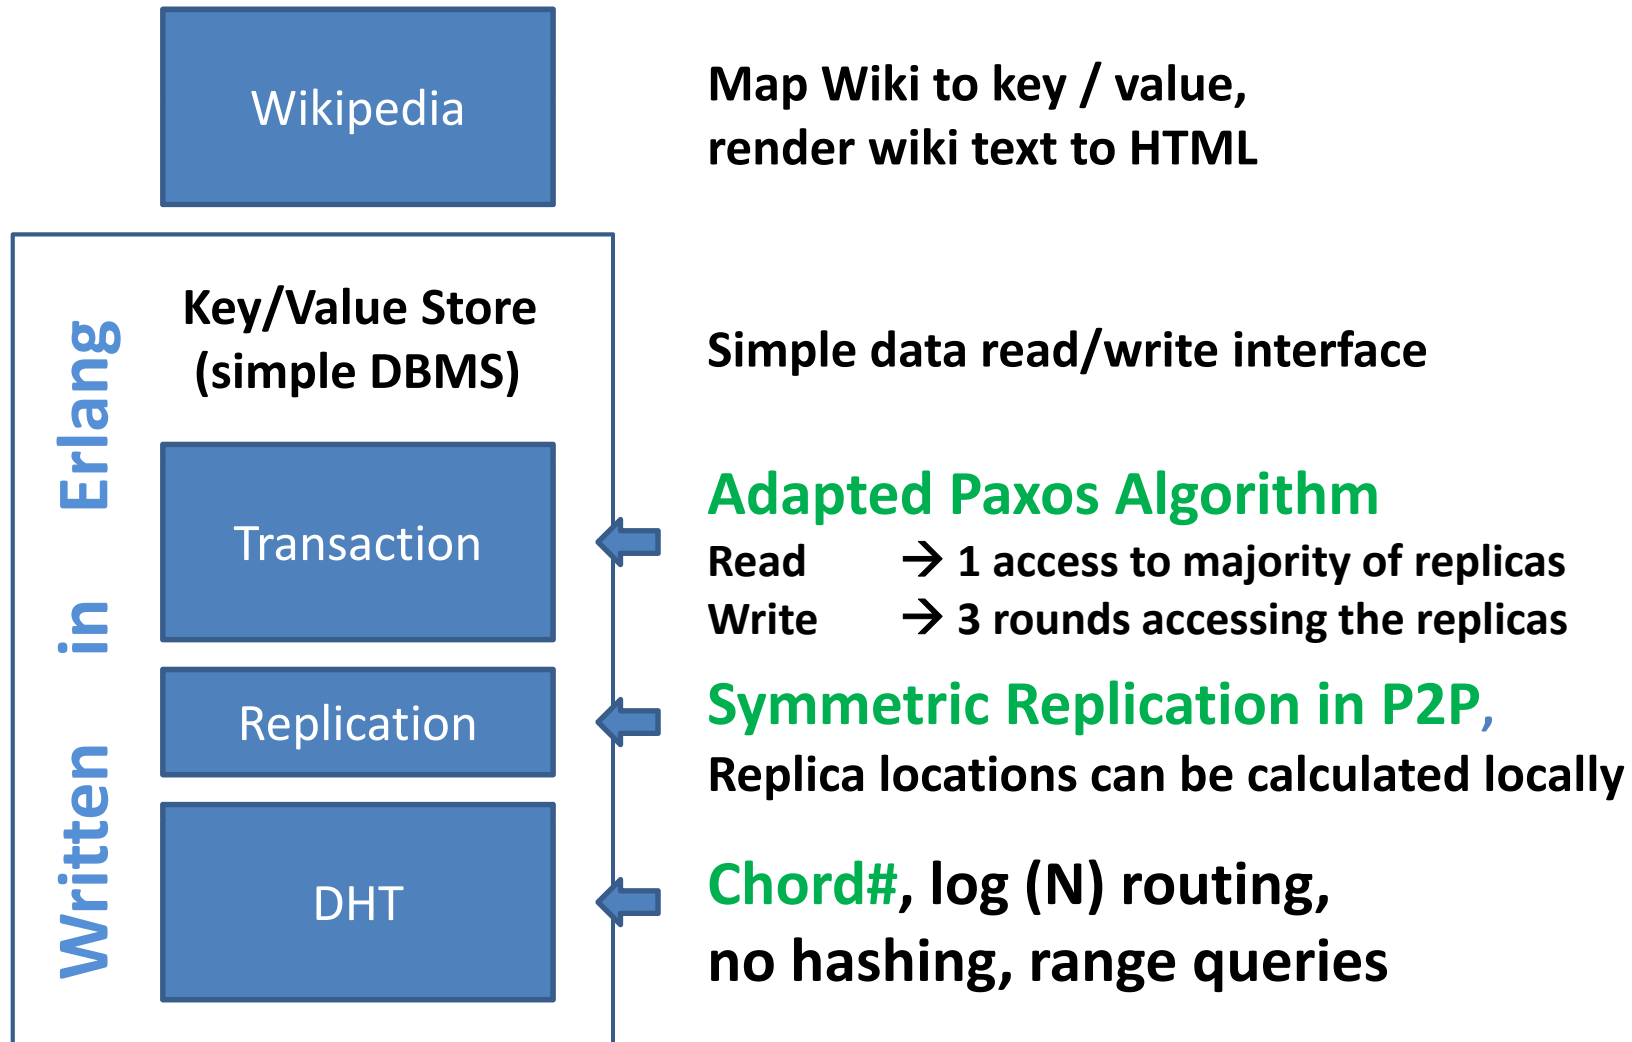 Wikipedia
Map Wiki to key / value,
render wiki text to HTML
Written in Erlang
Key/Value Store
(simple DBMS)
Simple data read/write interface
Transaction
Adapted Paxos Algorithm
Read → 1 access to majority of replicas
Write → 3 rounds accessing the replicas
Replication
Symmetric Replication in P2P,
Replica locations can be calculated locally
DHT
Chord#, log (N) routing,
no hashing, range queries